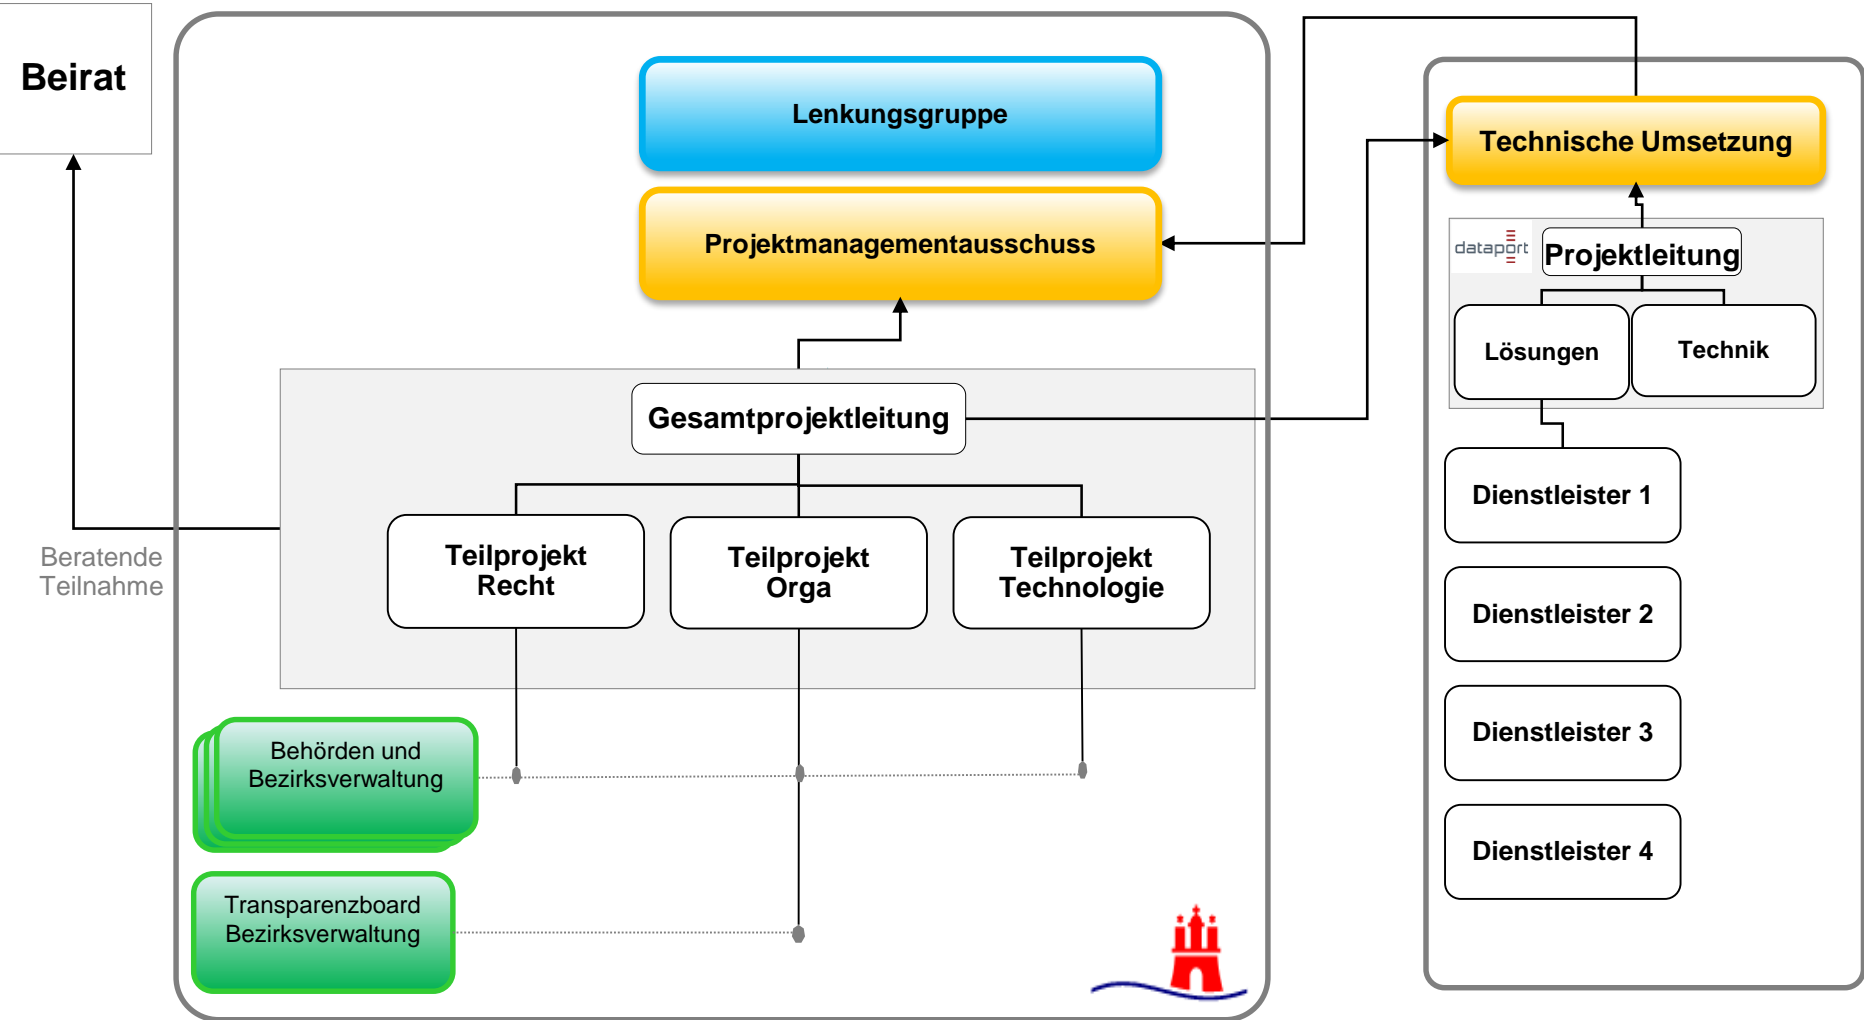 Beirat
Lenkungsgruppe
Projektmanagementausschuss
Gesamtprojektleitung
Teilprojekt
Recht
Teilprojekt
Orga
Teilprojekt
Technologie
Beratende
Teilnahme
Behörden und
Bezirksverwaltung
Transparenzboard
Bezirksverwaltung
Technische Umsetzung
dataport
Projektleitung
Lösungen
Technik
Dienstleister 1
Dienstleister 2
Dienstleister 3
Dienstleister 4